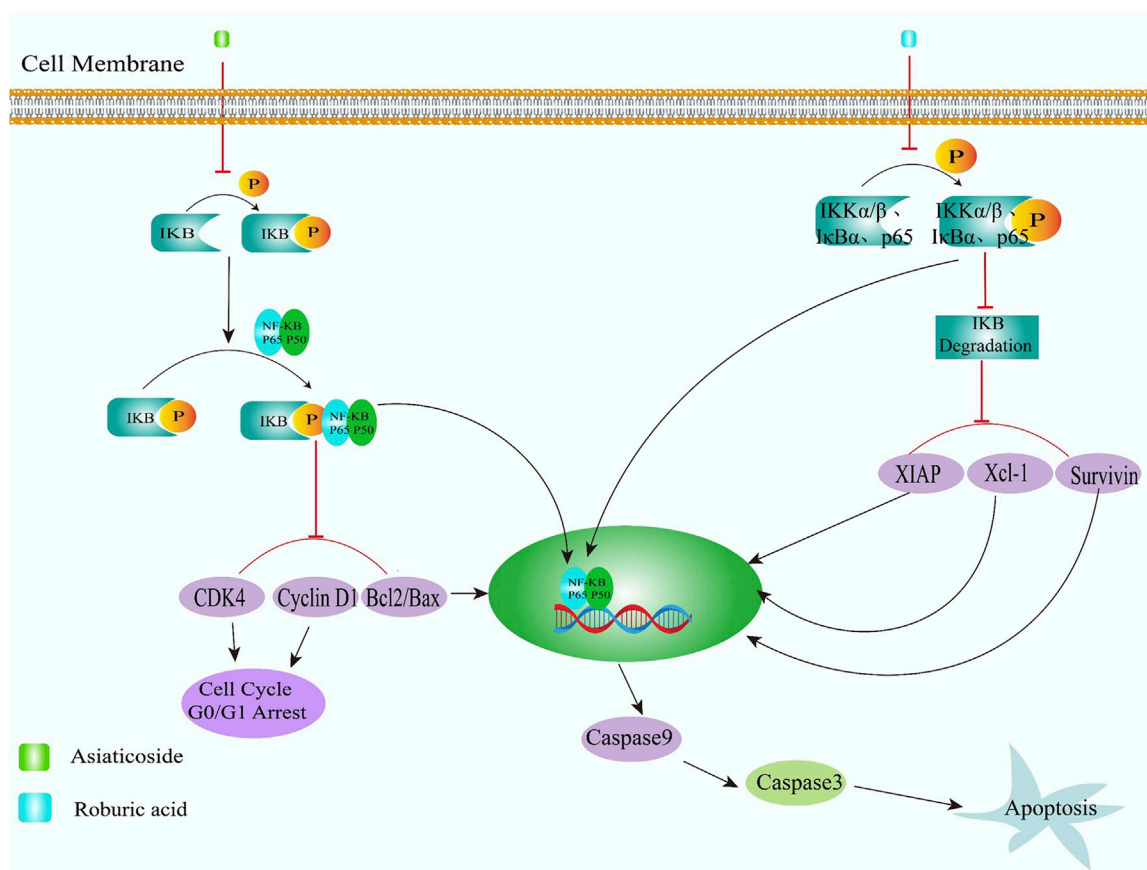 Cell Membrane
P
IKB
IKB
P
P
IKKα/β 、
IκBα、p65
IKKα/β 、
IκBα、p65
P
NF-KB
P65 P50
IKB
Degradation
IKB
P
IKB
P
NF-KB
P65 P50
XIAP
Xcl-1
Survivin
NF-KB
P65 P50
CDK4
Cyclin D1
Bcl2/Bax
Cell Cycle
G0/G1 Arrest
Caspase9
Asiaticoside
Caspase3
Roburic acid
Apoptosis